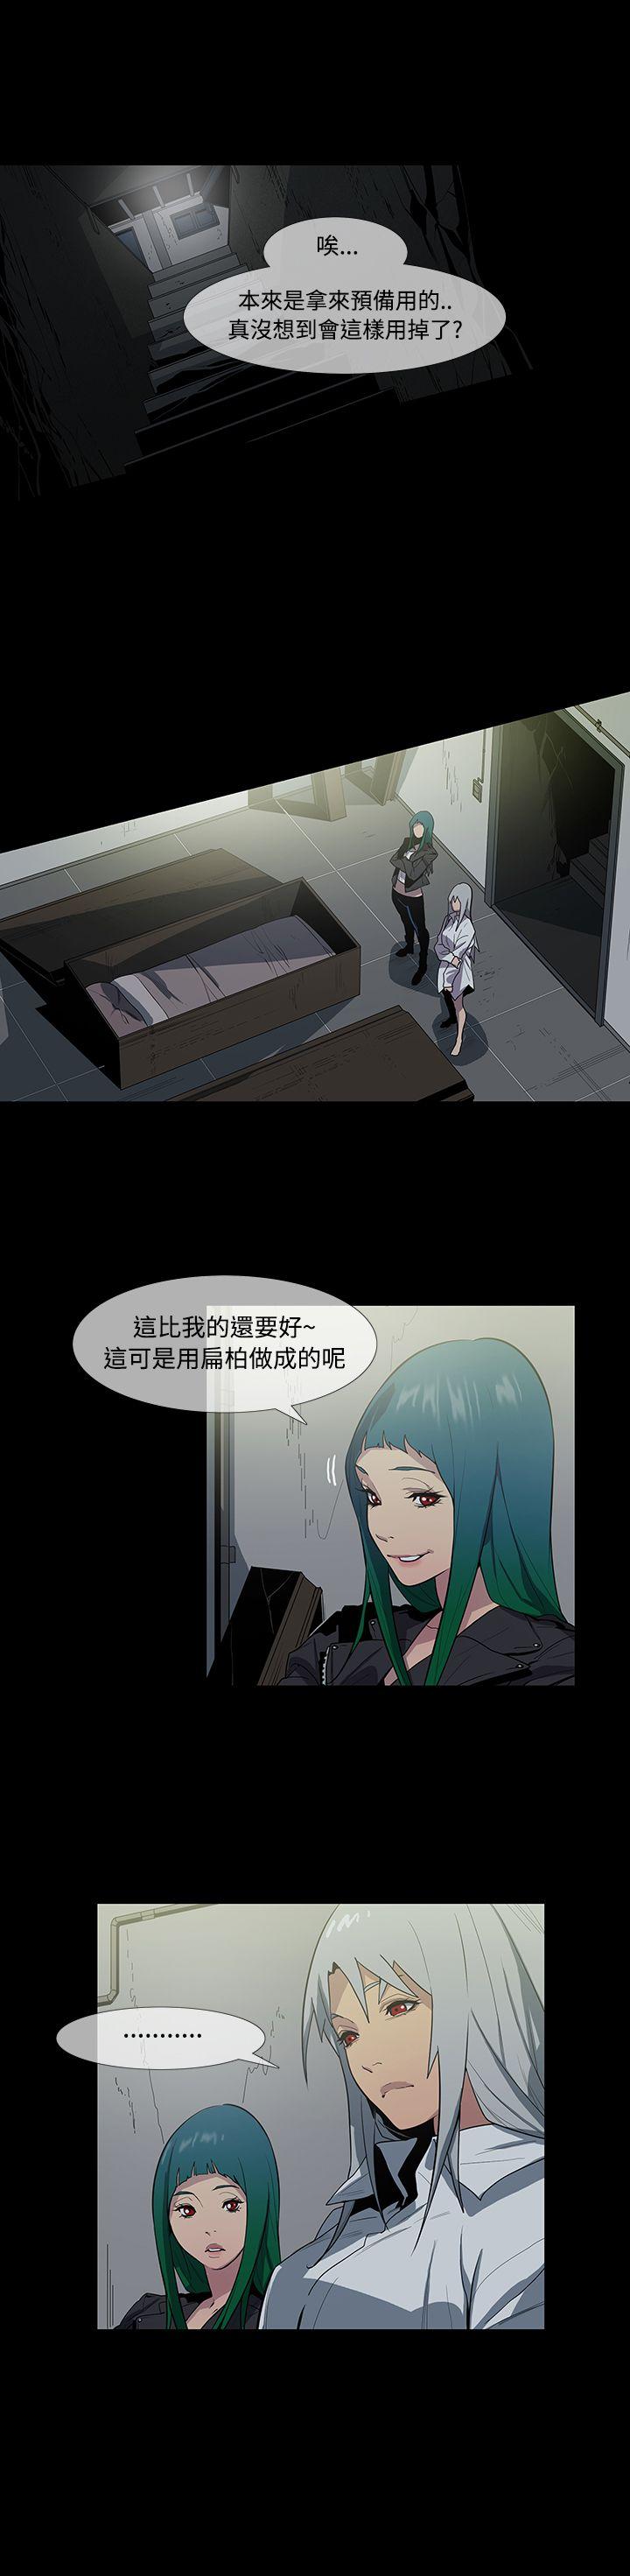 唉...
本來是拿來預備用的..
真沒想到會這樣用掉了?
這比我的還要好~
這可是用扁柏做成的呢
...........